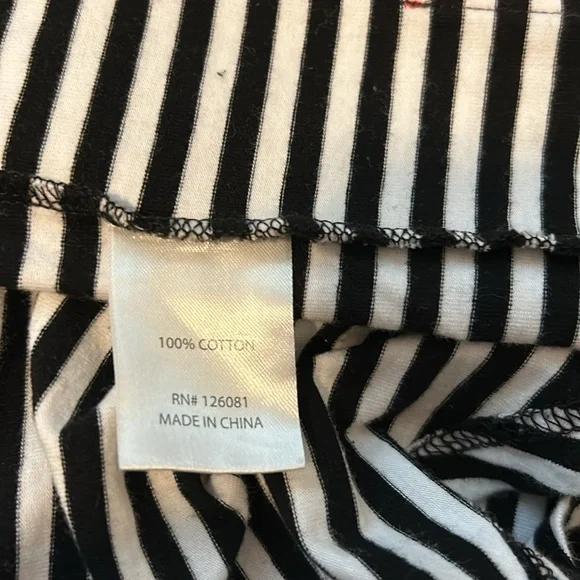 100% COTTON
RN# 126081
MADE IN CHINA